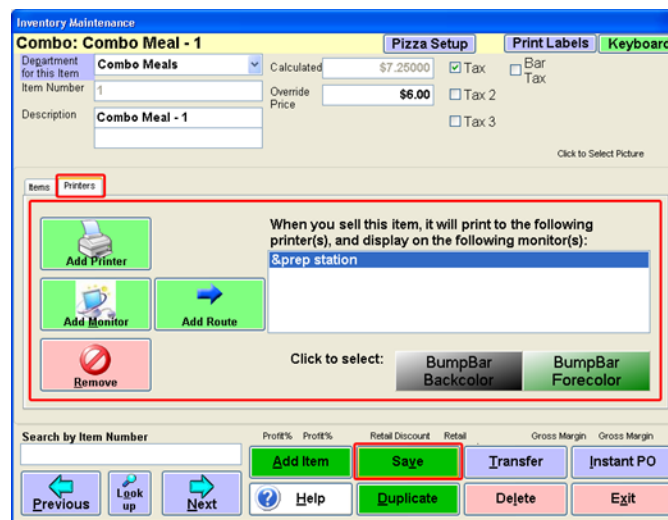 Inventory Maintenance
Combo: Combo Meal - 1
Pizza Setup
Print Labels
Keyboard
Department
for this Item
Combo Meals
Calculated
$7.25000
Tax
Bar
Tax
Item Number
1
Override
Price
$6.00
Tax 2
Description
Combo Meal - 1
Tax 3
Click to Select Picture
Items
Printers
When you sell this item, it will print to the following
printer(s), and display on the following monitor(s):
Add Printer
&prep station
Add Monitor
Add Route
Click to select:
BumpBar
Backcolor
BumpBar
Forecolor
Remove
Search by Item Number
Profit%
Profit%
Retail Discount
Retail
Gross Margin
Gross Margin
Add Item
Save
Transfer
Instant PO
Previous
Look
up
Next
Help
Duplicate
Delete
Exit